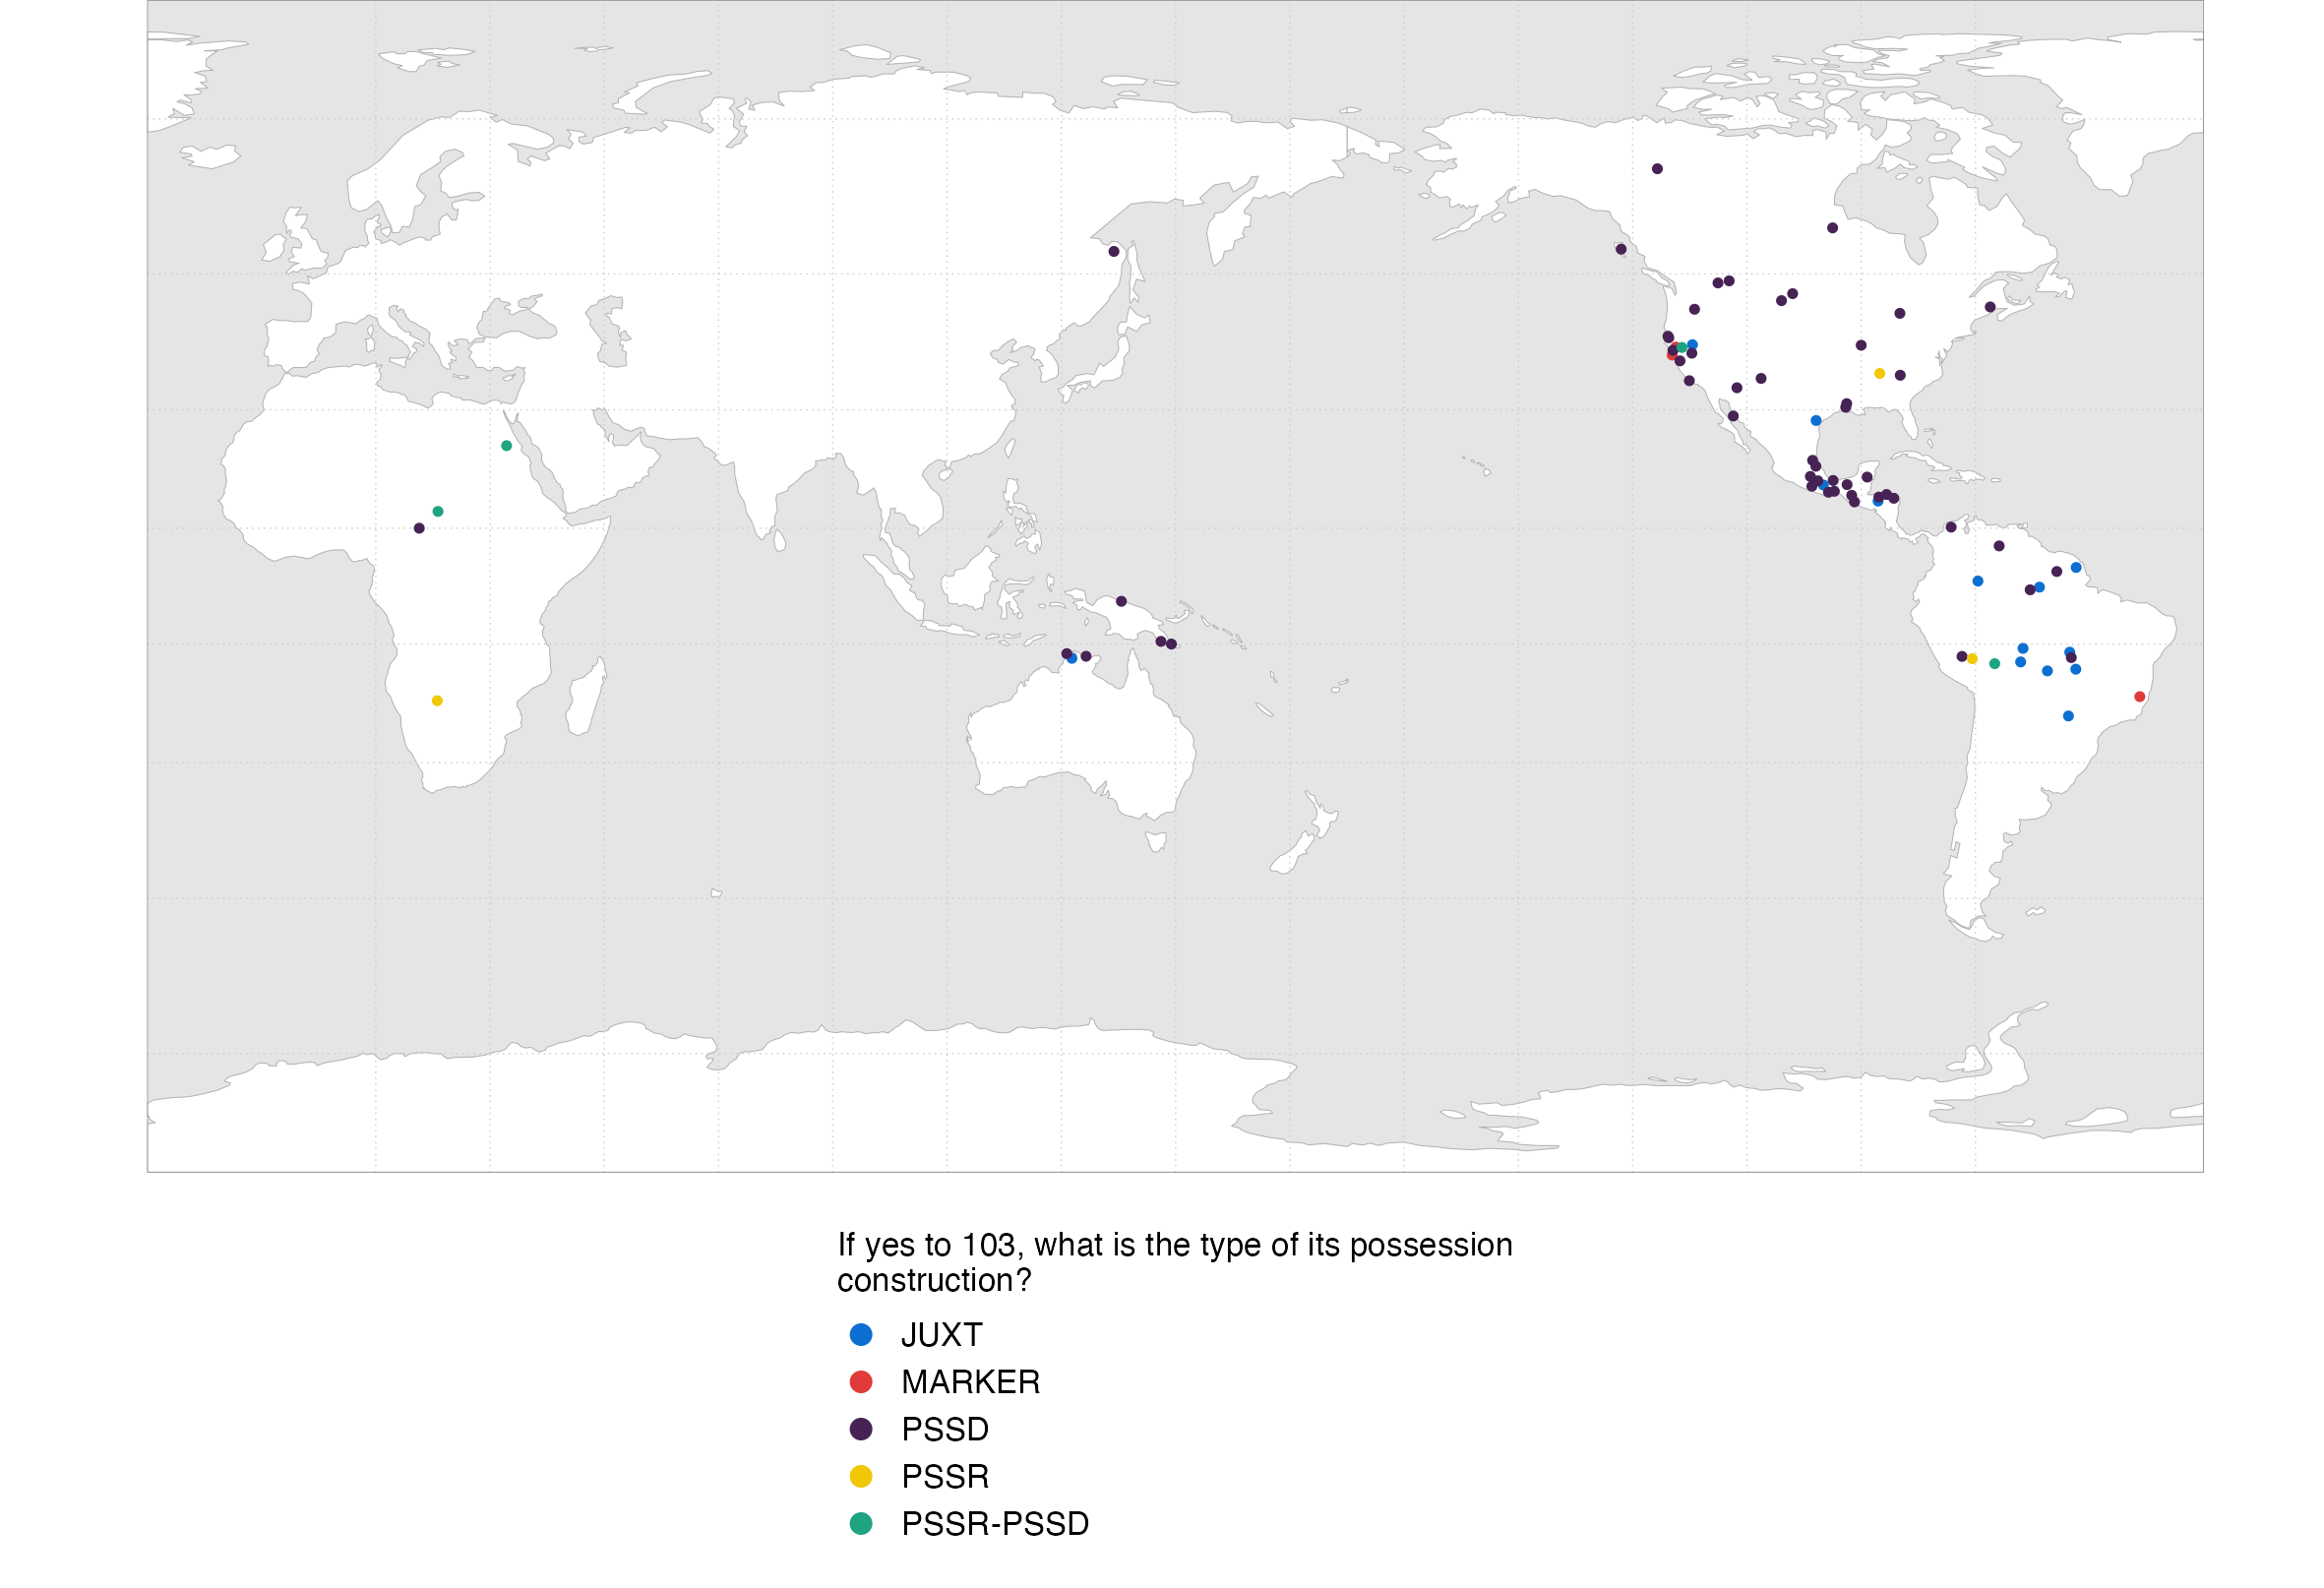 If yes to 103, what is the type of its possession
construction?
JUXT
MARKER
PSSD
PSSR
PSSR-PSSD